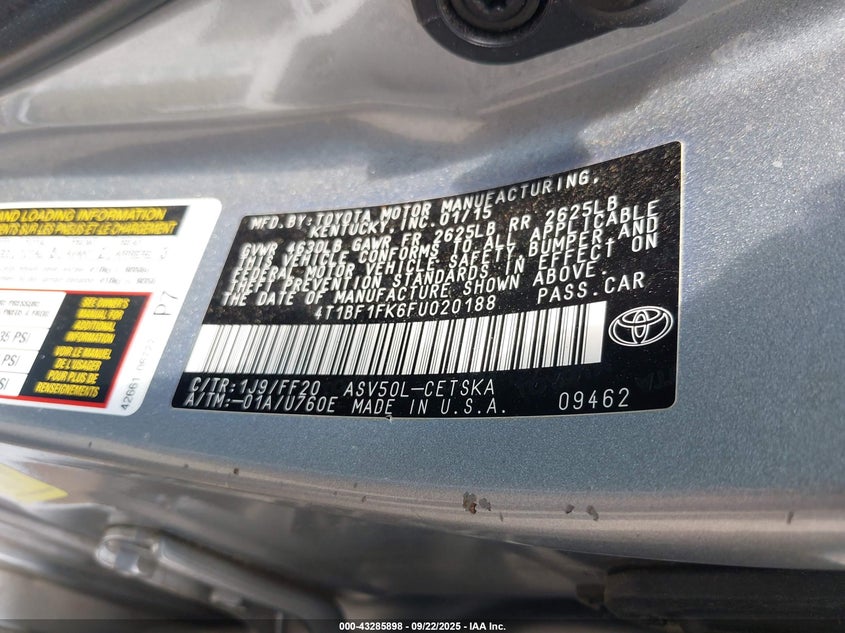 AND LOADING INFORMATION
SEE OWNER'S
MANUAL
FOR
ADDITIONAL
INFORMATION
VOIR LE MANUEL
DE L'USAGER
POUR PLUS DE
PSI
PSI
P7
MFD. BY: TOYOTA MOTOR MANUFACTURING,
KENTUCKY, INC. 01/15
GVWR 4630LB GAWR FR 2625LB RR 2625LB
THIS VEHICLE CONFORMS TO ALL APPLICABLE
FEDERAL MOTOR VEHICLE SAFETY, BUMPER, AND
THEFT PREVENTION STANDARDS IN EFFECT ON
THE DATE OF MANUFACTURE SHOWN ABOVE.
4T1BF1FK6FU020188 PASS. CAR
C/TR: 1J9/FF20 ASV50L-CETSKA
A/TM:-01A/U760E MADE IN U.S.A. 09462
000-43285898 - 09/22/2025 - IAA Inc.